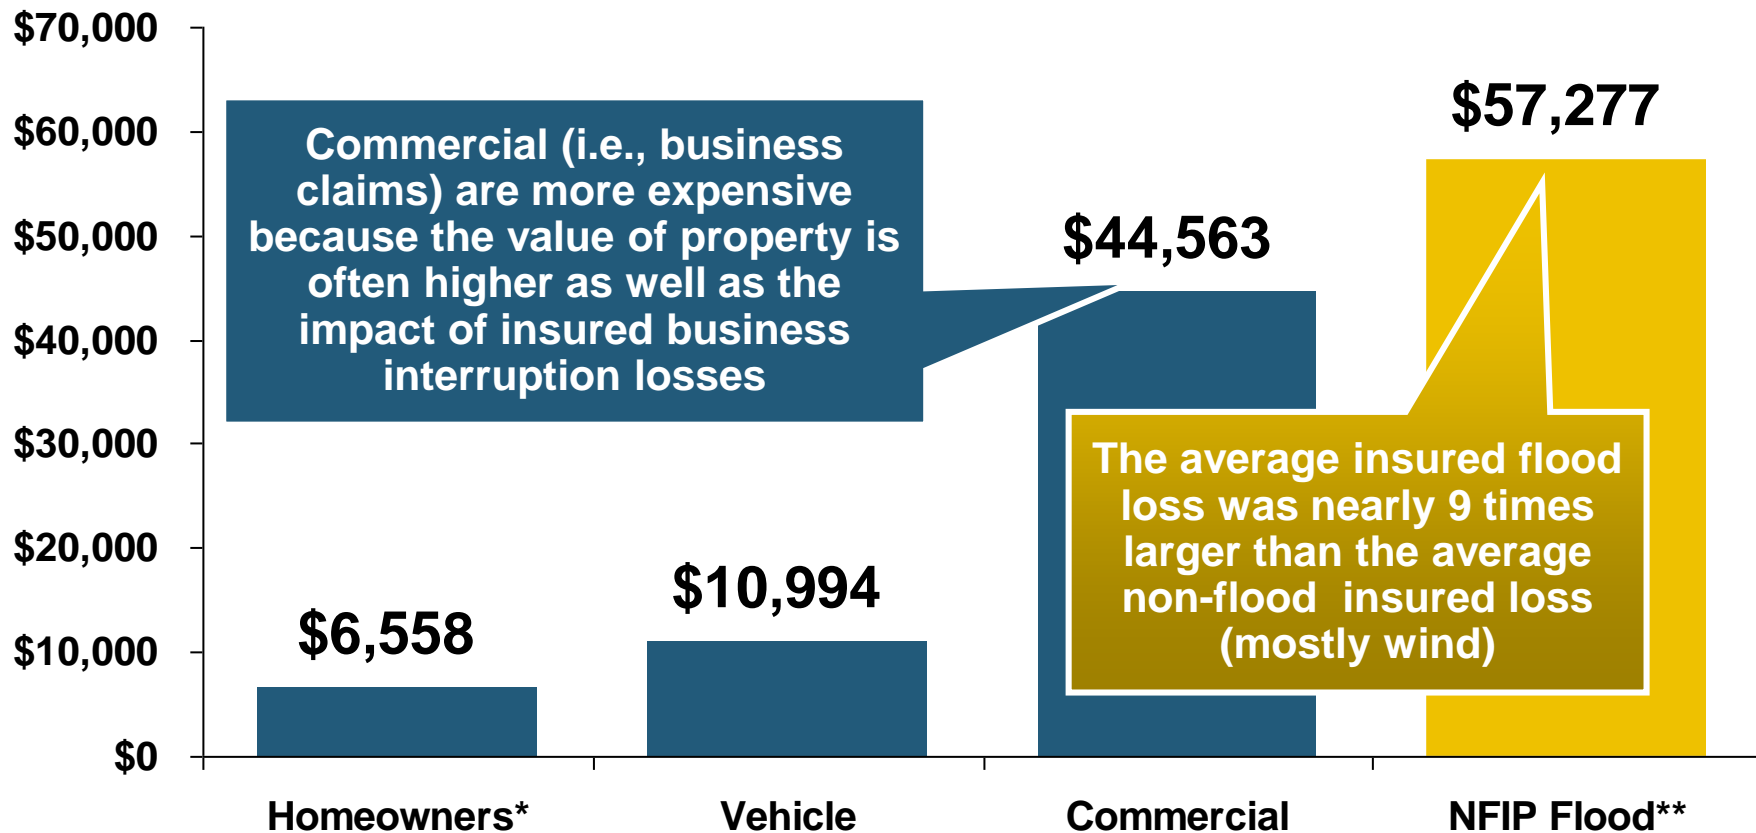 $70,000
$60,000
$50,000
$40,000
$30,000
$20,000
$10,000
$0
Commercial (i.e., business
claims) are more expensive
because the value of property is
often higher as well as the
impact of insured business
interruption losses
$6,558
$10,994
$44,563
$57,277
The average insured flood
loss was nearly 9 times
larger than the average
non-flood insured loss
(mostly wind)
Homeowners*
Vehicle
Commercial
NFIP Flood**